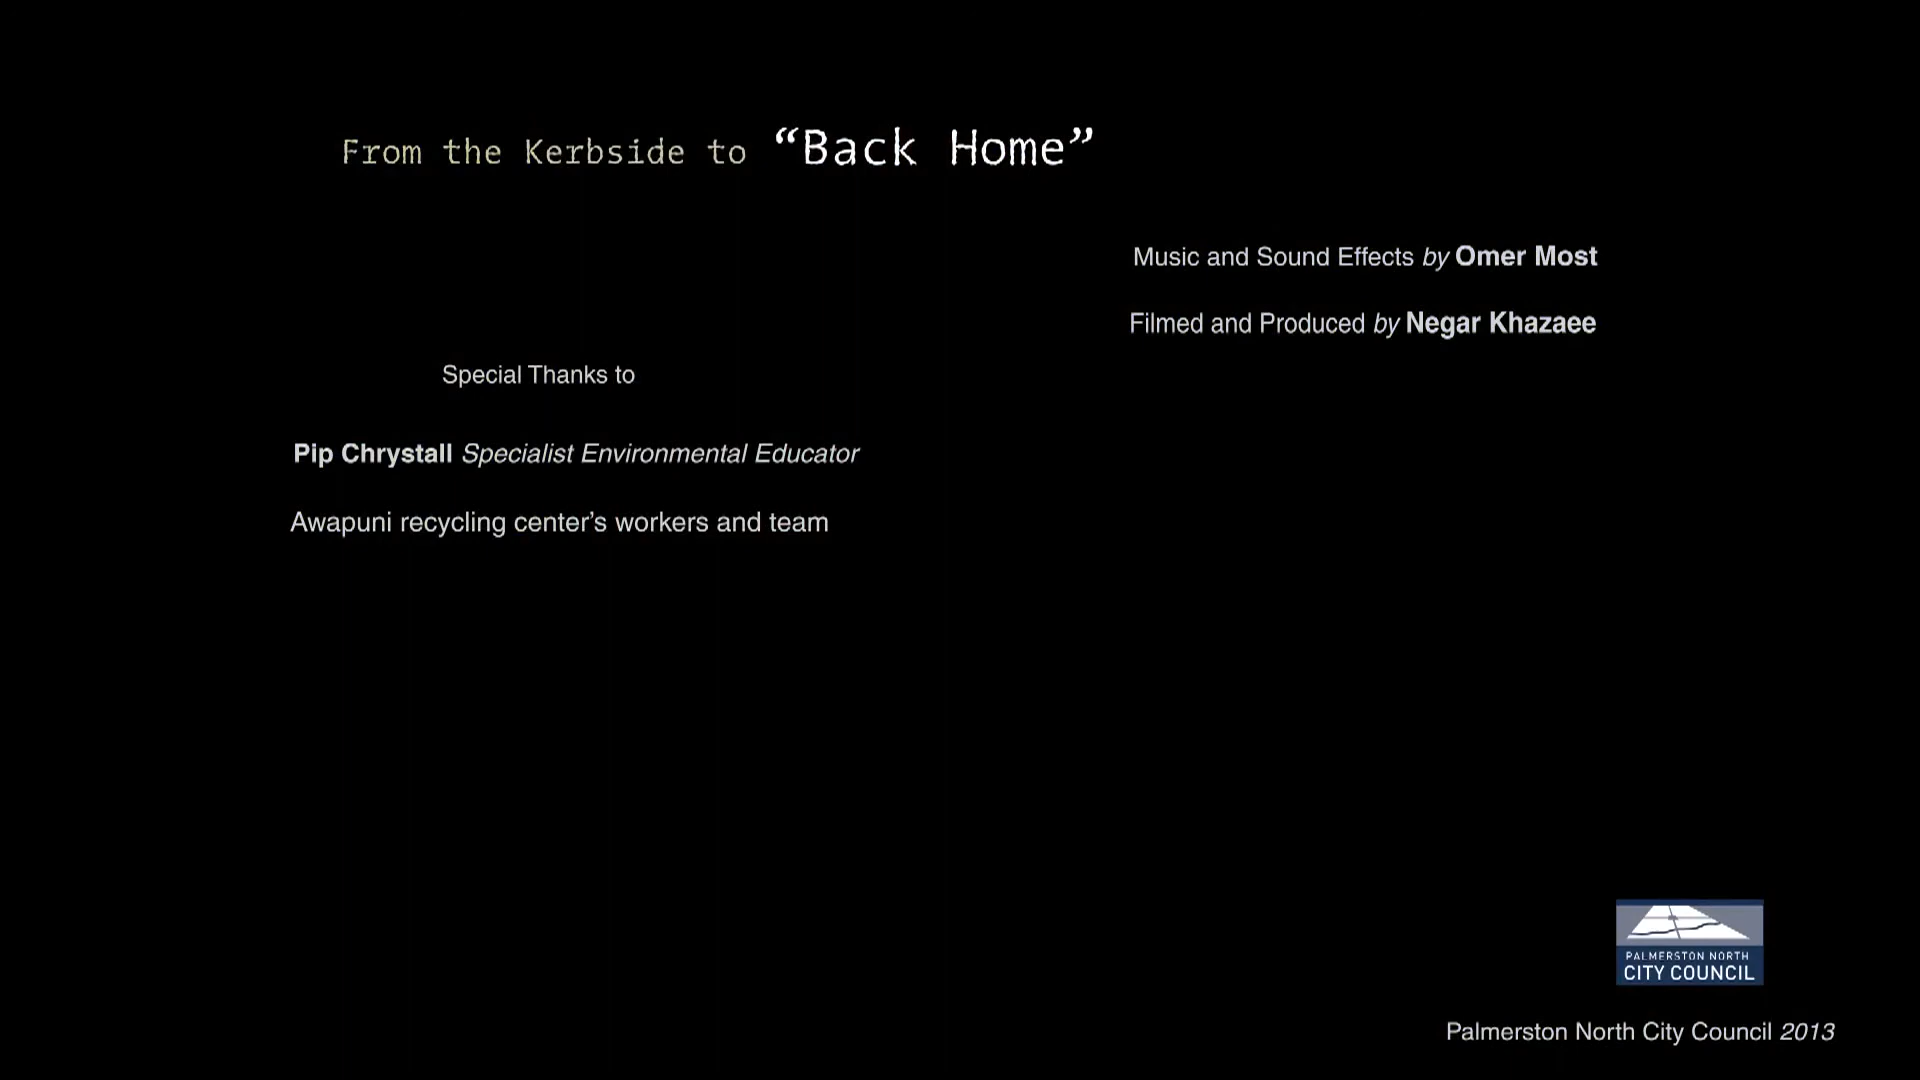 From the Kerbside to “Back Home”
Music and Sound Effects by Omer Most
Filmed and Produced by Negar Khazaee
Special Thanks to
Pip Chrystall Specialist Environmental Educator
Awapuni recycling center’s workers and team
PALMERSTON NORTH
CITY COUNCIL
Palmerston North City Council 2013